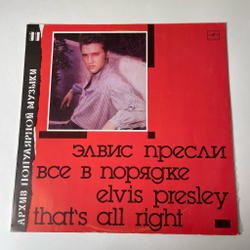 11
АРХИВ ПОПУЛЯРНОЙ МУЗЫКИ
ЭЛВИС ПРЕСЛИ
ВСЕ В ПОРЯДКЕ
elvis presley
that's all right